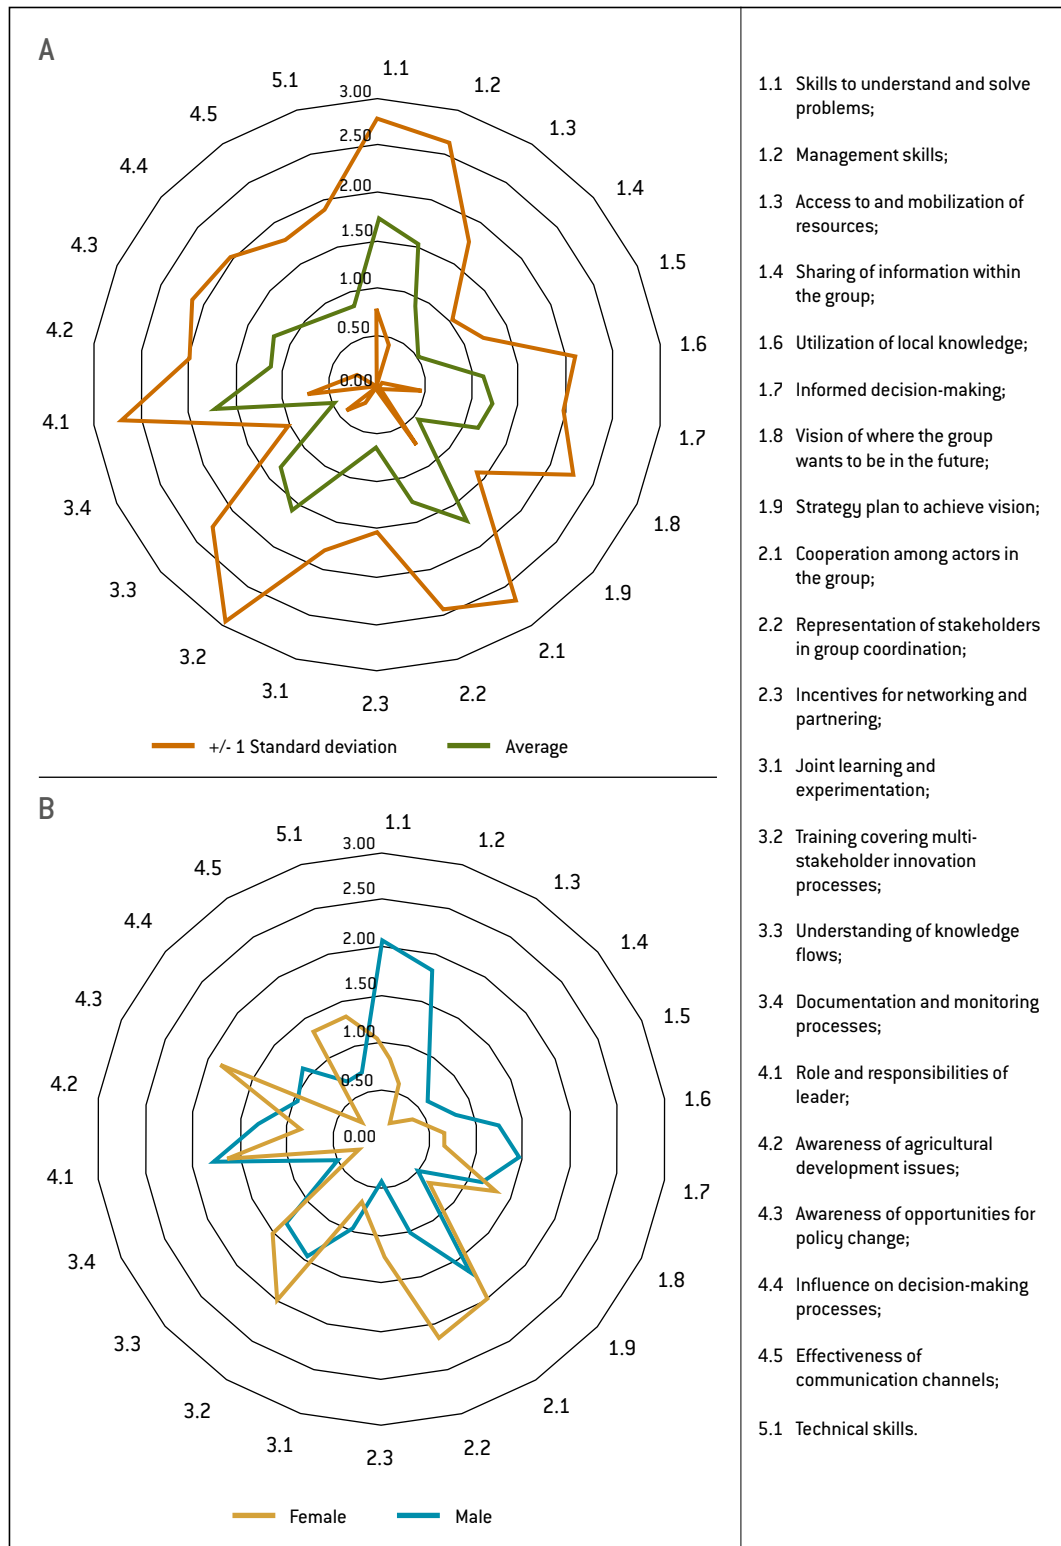 A
1.1
1.2
1.3
1.4
1.5
1.6
1.7
1.8
1.9
2.1
2.2
2.3
3.1
3.2
3.3
3.4
4.1
4.2
4.3
4.4
4.5
5.1
3.00
2.50
2.00
1.50
1.00
0.50
0.00
+/- 1 Standard deviation
Average
B
1.1
1.2
1.3
1.4
1.5
1.6
1.7
1.8
1.9
2.1
2.2
2.3
3.1
3.2
3.3
3.4
4.1
4.2
4.3
4.4
4.5
5.1
3.00
2.50
2.00
1.50
1.00
0.50
0.00
Female
Male
1.1 Skills to understand and solve
problems;
1.2 Management skills;
1.3 Access to and mobilization of
resources;
1.4 Sharing of information within
the group;
1.6 Utilization of local knowledge;
1.7 Informed decision-making;
1.8 Vision of where the group
wants to be in the future;
1.9 Strategy plan to achieve vision;
2.1 Cooperation among actors in
the group;
2.2 Representation of stakeholders
in group coordination;
2.3 Incentives for networking and
partnering;
3.1 Joint learning and
experimentation;
3.2 Training covering multi-
stakeholder innovation
processes;
3.3 Understanding of knowledge
flows;
3.4 Documentation and monitoring
processes;
4.1 Role and responsibilities of
leader;
4.2 Awareness of agricultural
development issues;
4.3 Awareness of opportunities for
policy change;
4.4 Influence on decision-making
processes;
4.5 Effectiveness of
communication channels;
5.1 Technical skills.